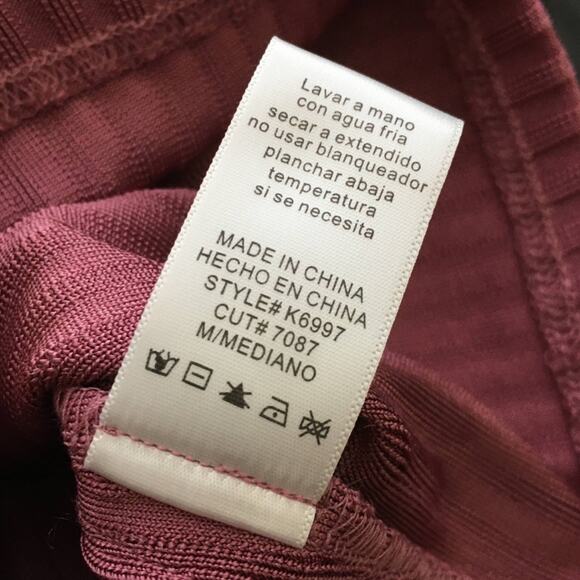 Lavar a mano
con agua fria
secar a extendido
no usar blanqueador
planchar abaja
temperatura
si se necesita
MADE IN CHINA
HECHO EN CHINA
STYLE# K6997
CUT# 7087
M/MEDIANO